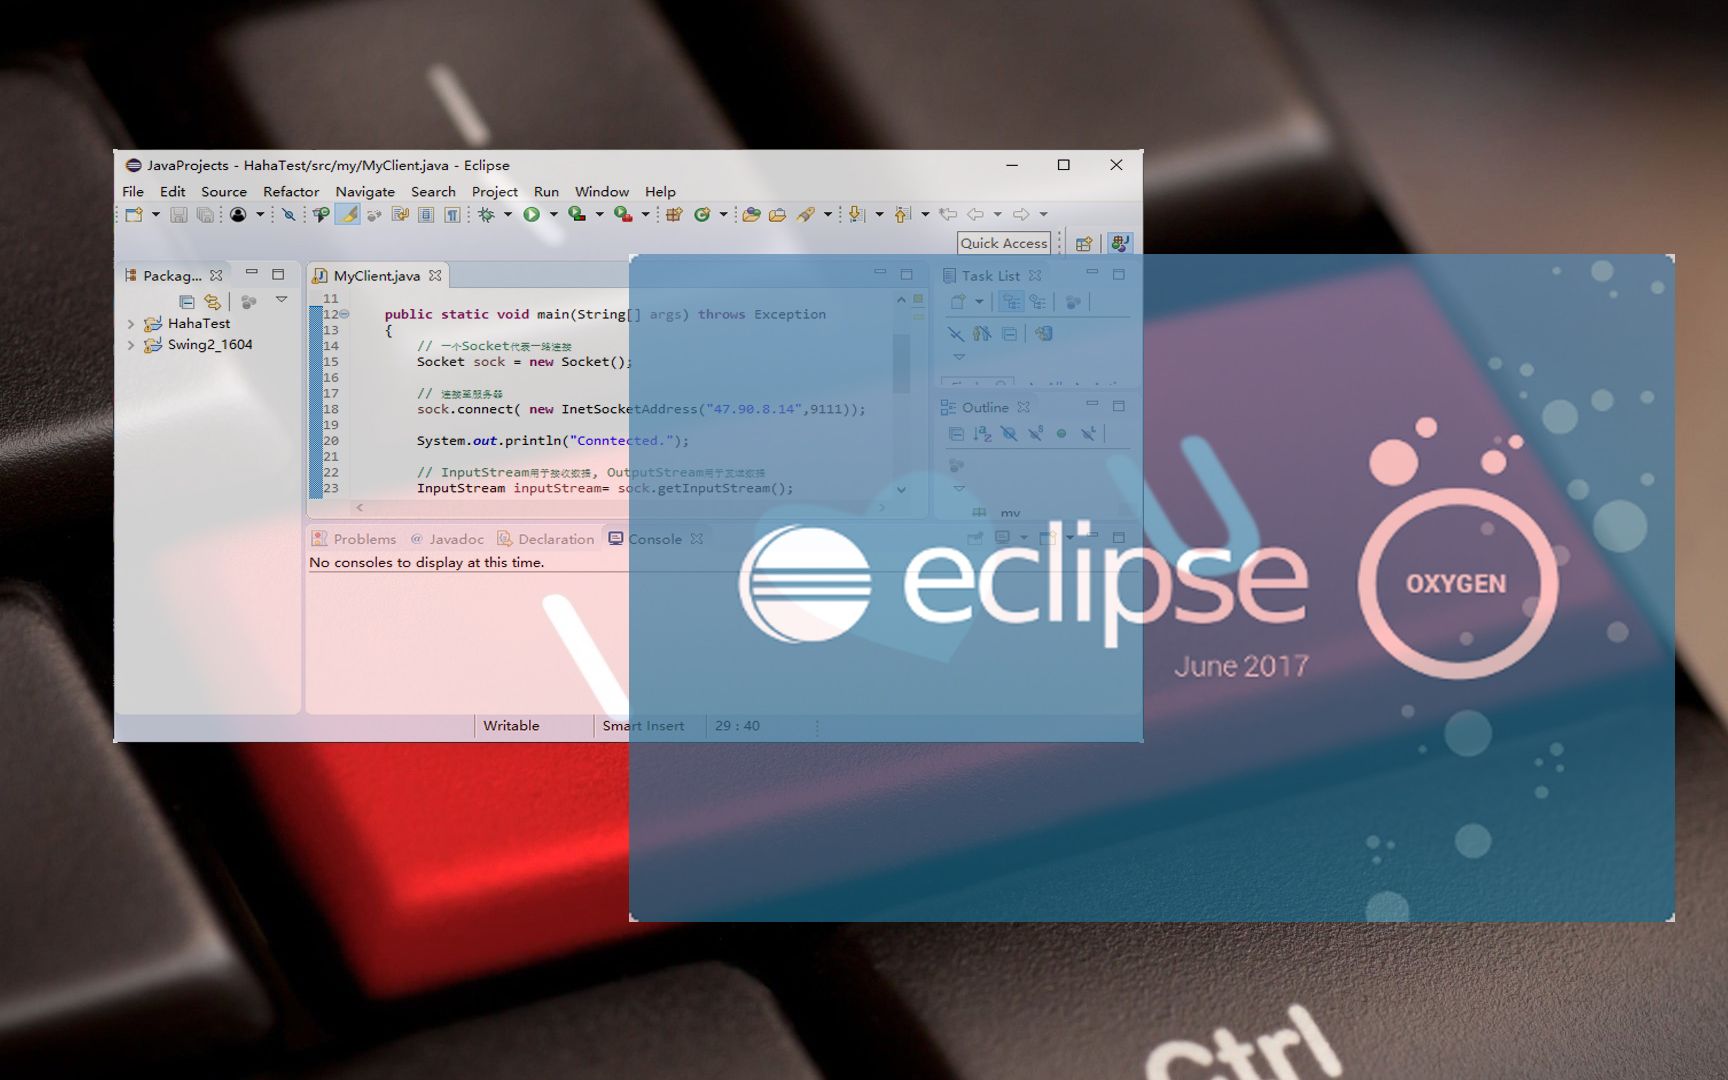 JavaProjects - HahaTest/src/my/MyClient.java - Eclipse
File Edit Source Refactor Navigate Search Project Run Window Help
Quick Access
Packag...
HahaTest
Swing2_1604
MyClient.java
11
12 public static void main(String[] args) throws Exception
13 {
14 // 一个Socket代表一路连接
15 Socket sock = new Socket();
16
17 // 连接至服务器
18 sock.connect( new InetSocketAddress("47.90.8.14",9111));
19
20 System.out.println("Conntected.");
21
22 // InputStream用于接收数据, OutputStream用于发送数据
23 InputStream inputStream= sock.getInputStream();
Task List
Outline
my
Problems Javadoc Declaration Console
No consoles to display at this time.
Writable Smart Insert 29 : 40
eclipse
June 2017
OXYGEN
U
Ctrl